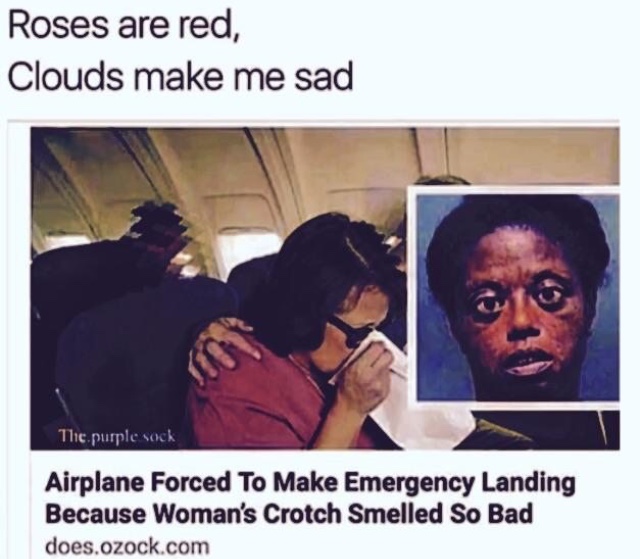 Roses are red,
Clouds make me sad
The.purple.sock
Airplane Forced To Make Emergency Landing
Because Woman's Crotch Smelled So Bad
does.ozock.com